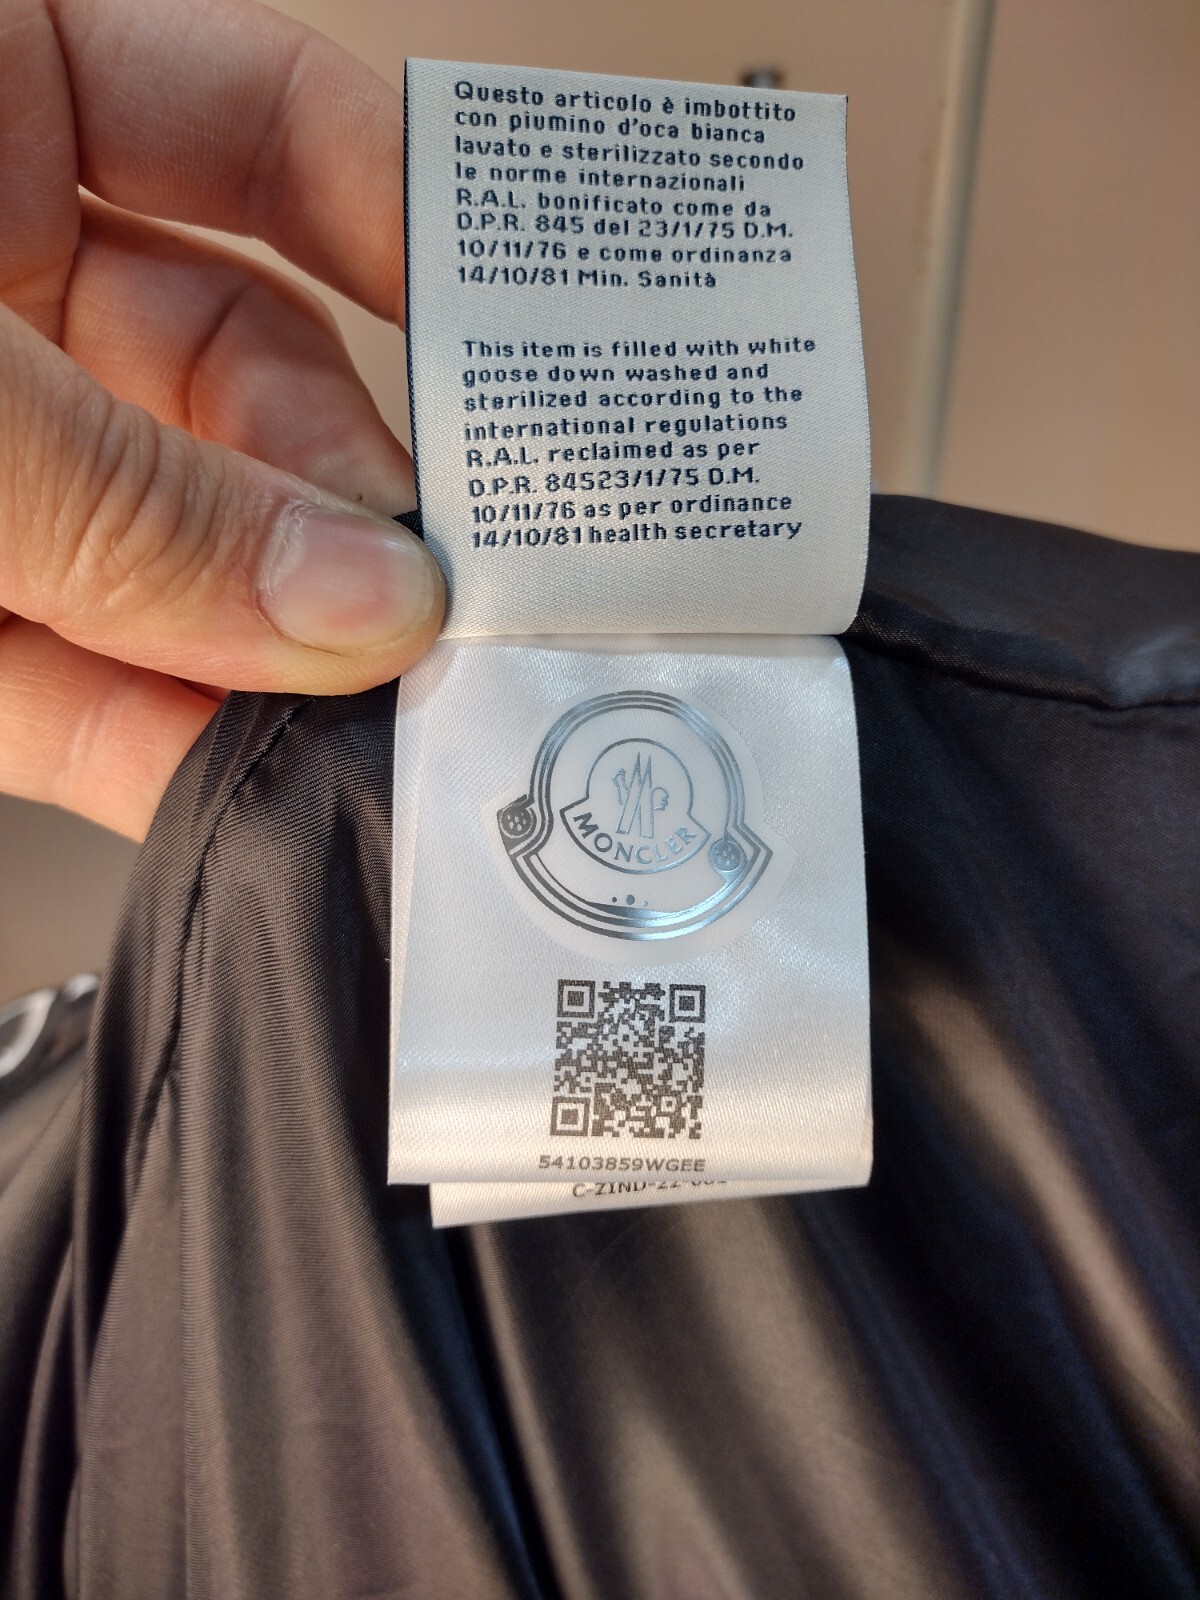 Questo articolo è imbottito
con piumino d'oca bianca
lavato e sterilizzato secondo
le norme internazionali
R.A.L. bonificato come da
D.P.R. 845 del 23/1/75 D.M.
10/11/76 e come ordinanza
14/10/81 Min. Sanità
This item is filled with white
goose down washed and
sterilized according to the
international regulations
R.A.L. reclaimed as per
D.P.R. 84523/1/75 D.M.
10/11/76 as per ordinance
14/10/81 health secretary
MONCLER
54103859WGEE